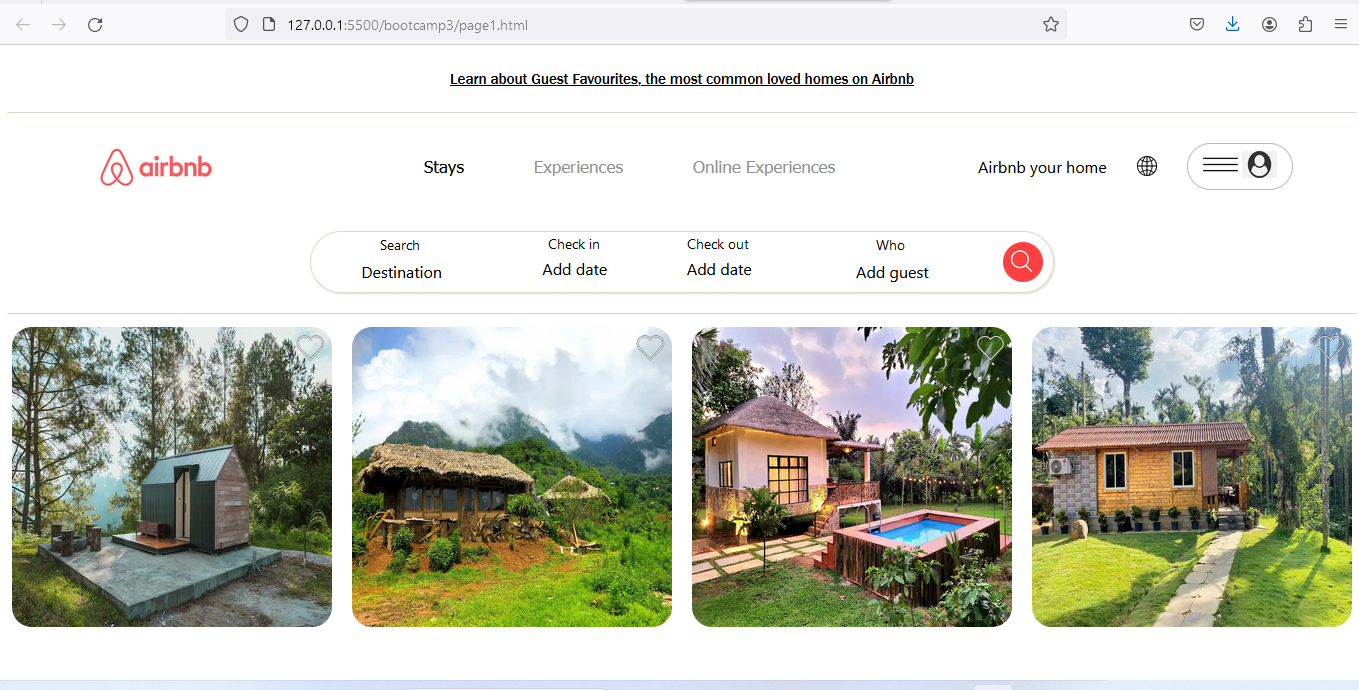 127.0.0.1:5500/bootcamp3/page1.html
Learn about Guest Favourites, the most common loved homes on Airbnb
airbnb Stays Experiences Online Experiences Airbnb your home
Search Check in Check out Who
Destination Add date Add date Add guest